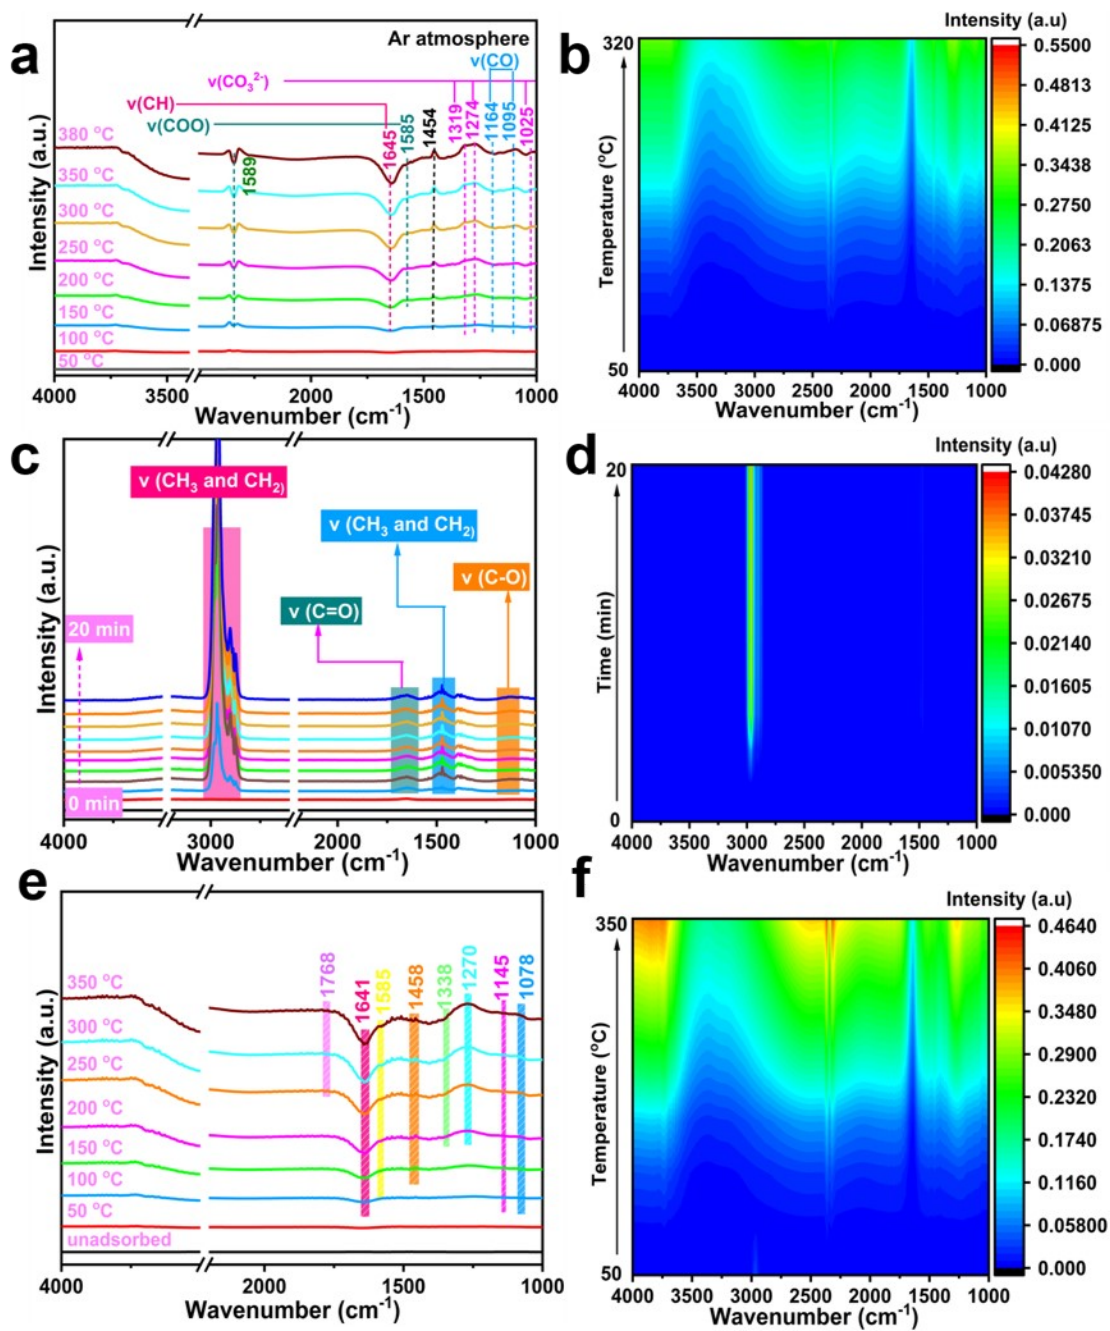 a
Ar atmosphere
ν(CO)
ν(CO₃²⁻)
ν(CH)
ν(COO)
1589
1645
1585
1454
1319
1274
1164
1095
1025
380 °C
350 °C
300 °C
250 °C
200 °C
150 °C
100 °C
50 °C
Intensity (a.u.)
4000 3500 2000 1500 1000
Wavenumber (cm⁻¹)
b
Intensity (a.u)
320
50
Temperature (°C)
0.5500
0.4813
0.4125
0.3438
0.2750
0.2063
0.1375
0.06875
0.000
4000 3500 3000 2500 2000 1500 1000
Wavenumber (cm⁻¹)
c
ν (CH₃ and CH₂)
ν (CH₃ and CH₂)
ν (C-O)
ν (C=O)
20 min
0 min
Intensity (a.u.)
4000 3000 2000 1500 1000
Wavenumber (cm⁻¹)
d
Intensity (a.u)
20
0
Time (min)
0.04280
0.03745
0.03210
0.02675
0.02140
0.01605
0.01070
0.005350
0.000
4000 3500 3000 2500 2000 1500 1000
Wavenumber (cm⁻¹)
e
1768
1641
1585
1458
1338
1270
1145
1078
350 °C
300 °C
250 °C
200 °C
150 °C
100 °C
50 °C
unadsorbed
Intensity (a.u.)
4000 2000 1500 1000
Wavenumber (cm⁻¹)
f
Intensity (a.u)
350
50
Temperature (°C)
0.4640
0.4060
0.3480
0.2900
0.2320
0.1740
0.1160
0.05800
0.000
4000 3500 3000 2500 2000 1500 1000
Wavenumber (cm⁻¹)